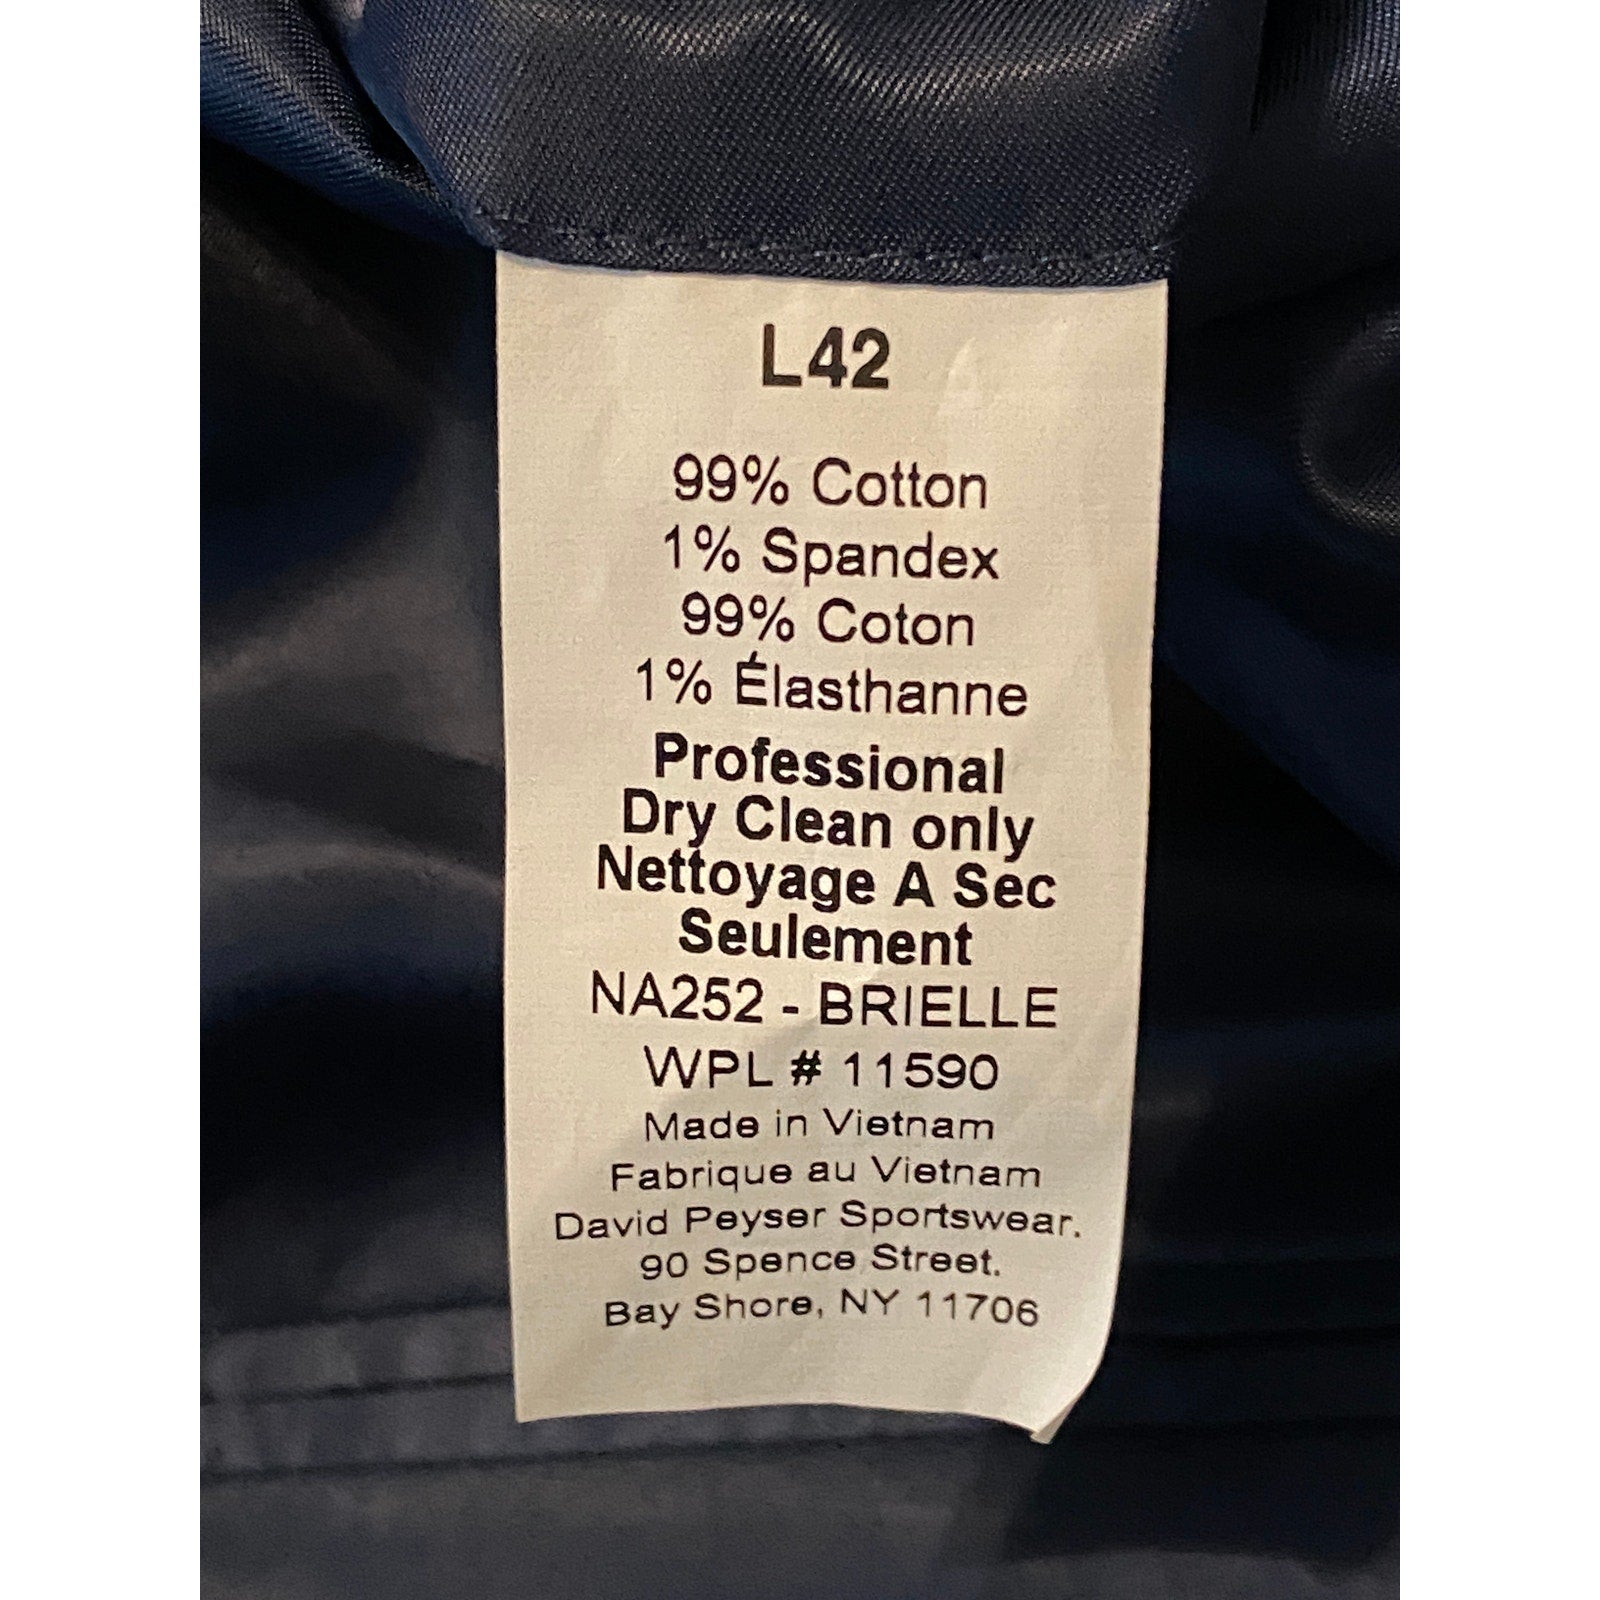 L42
99% Cotton
1% Spandex
99% Coton
1% Élasthanne
Professional
Dry Clean only
Nettoyage A Sec
Seulement
NA252 - BRIELLE
WPL # 11590
Made in Vietnam
Fabrique au Vietnam
David Peyser Sportswear.
90 Spence Street.
Bay Shore, NY 11706